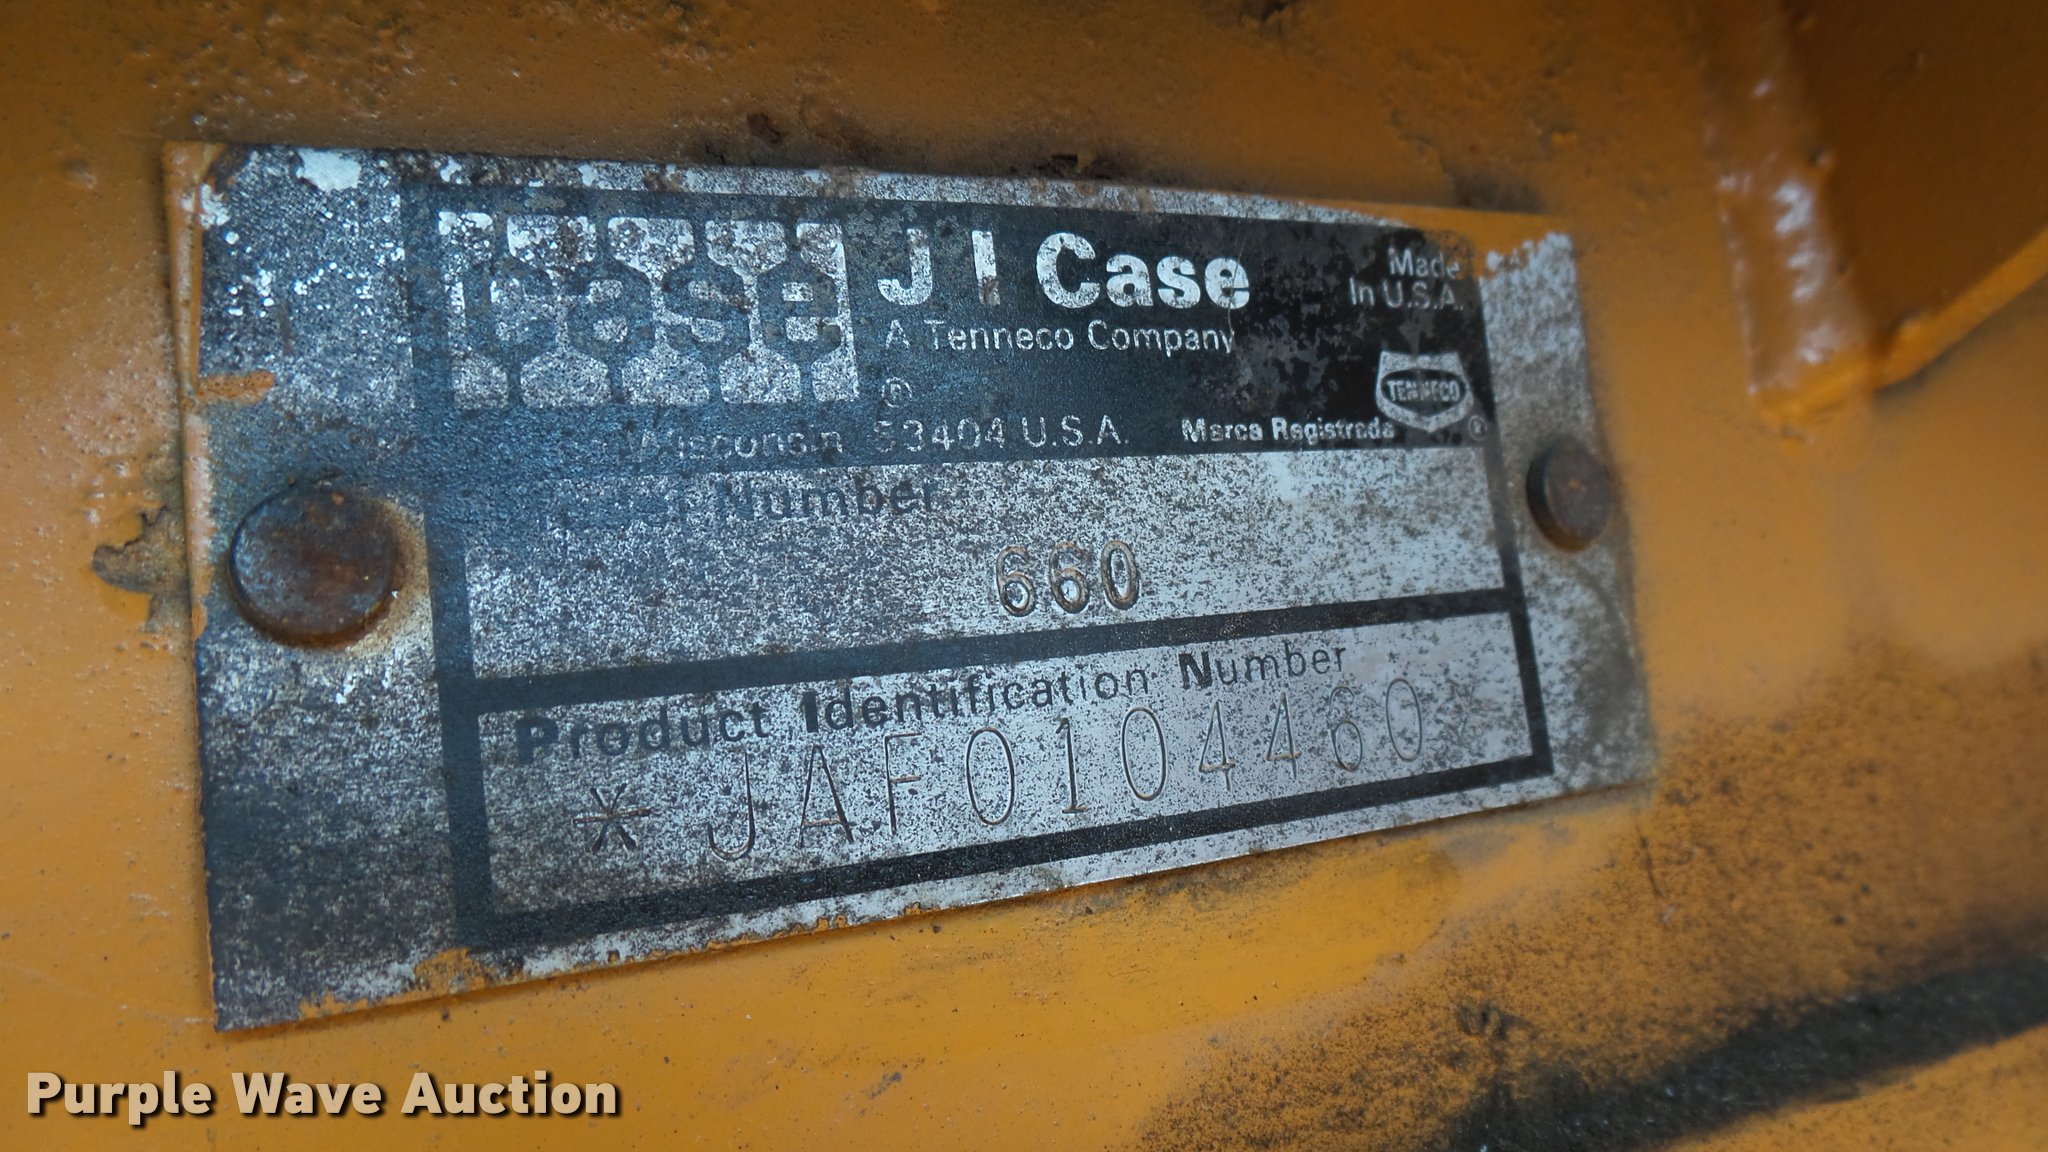 case
J I Case
A Tenneco Company
Made
In U.S.A.
TENNECO
®
Wisconsin 53404 U.S.A. Marca Registrada ®
Number
660
Product Identification Number
* JAF0104460*
Purple Wave Auction